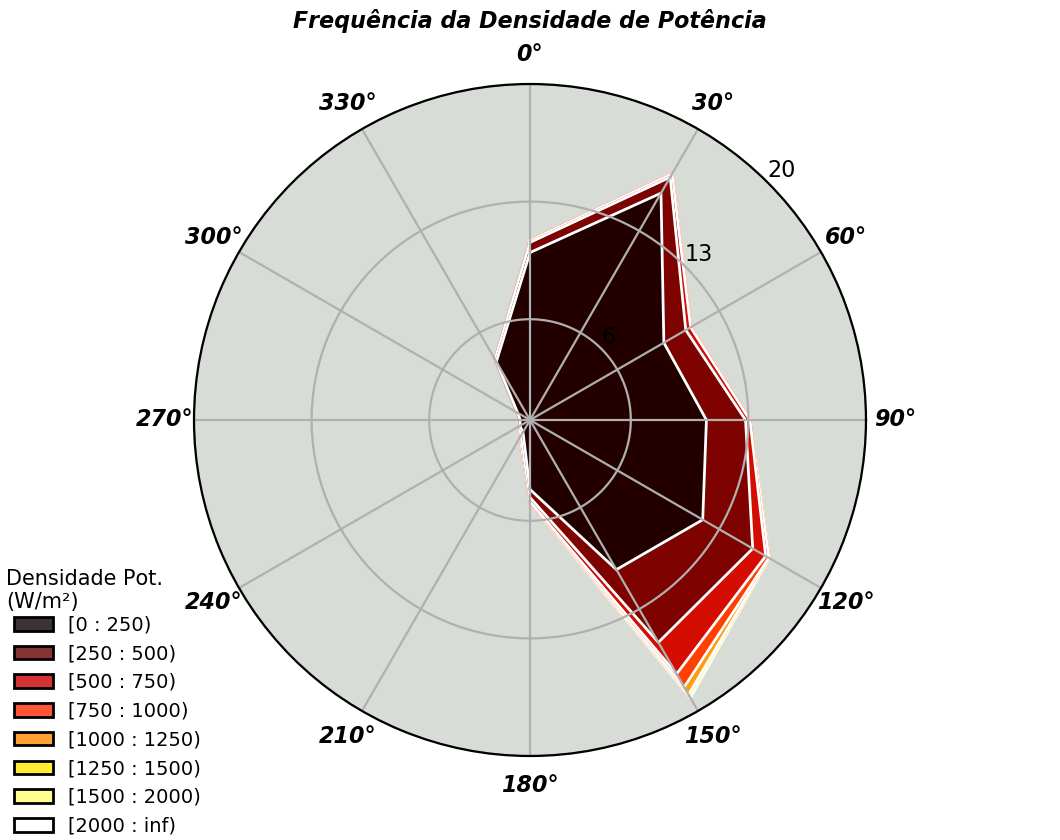 Frequência da Densidade de Potência
0°
330°
30°
20
300°
60°
13
6
270°
90°
240°
120°
210°
150°
180°
Densidade Pot.
(W/m²)
[0 : 250)
[250 : 500)
[500 : 750)
[750 : 1000)
[1000 : 1250)
[1250 : 1500)
[1500 : 2000)
[2000 : inf)